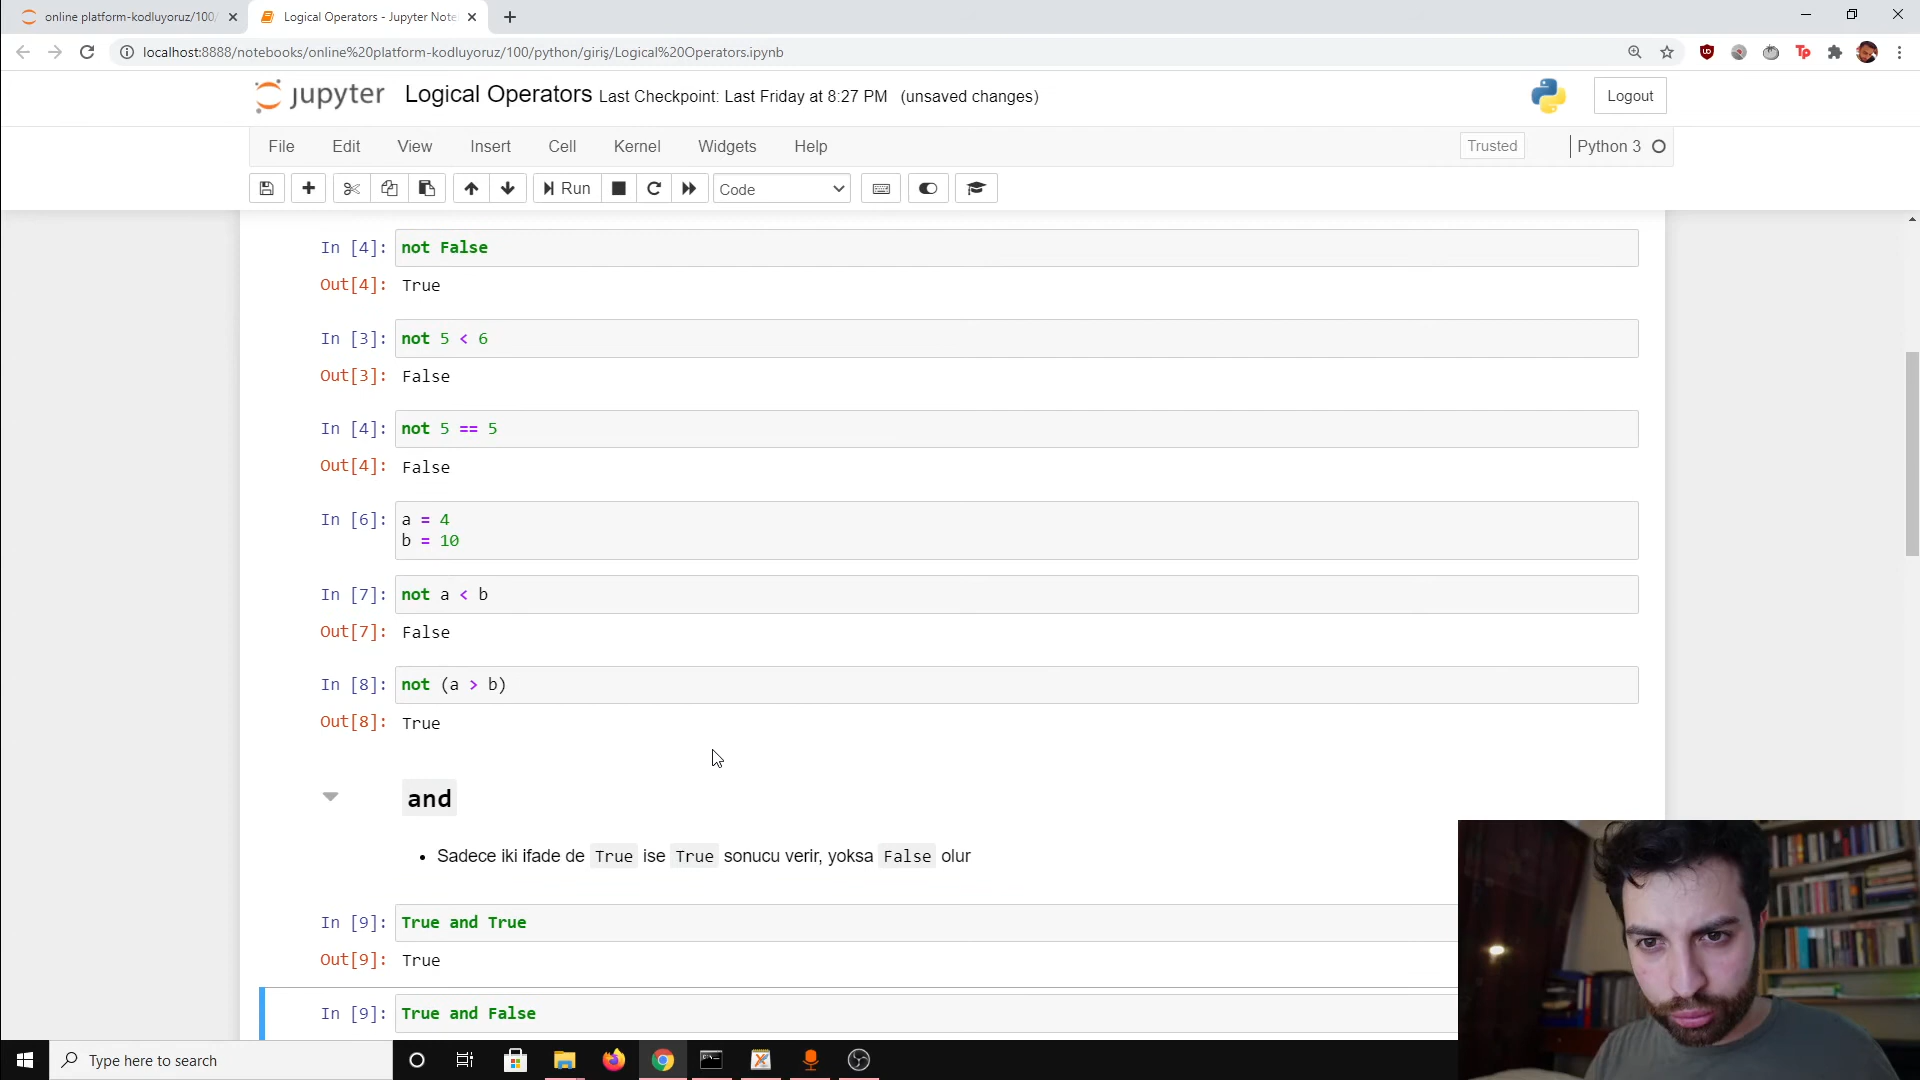 online platform-kodluyoruz/100/
Logical Operators - Jupyter Note
localhost:8888/notebooks/online%20platform-kodluyoruz/100/python/giriş/Logical%20Operators.ipynb
jupyter Logical Operators Last Checkpoint: Last Friday at 8:27 PM (unsaved changes)
Logout
File Edit View Insert Cell Kernel Widgets Help
Trusted
Python 3
Run
Code
In [4]: not False
Out[4]: True
In [3]: not 5 < 6
Out[3]: False
In [4]: not 5 == 5
Out[4]: False
In [6]: a = 4
b = 10
In [7]: not a < b
Out[7]: False
In [8]: not (a > b)
Out[8]: True
and
• Sadece iki ifade de True ise True sonucu verir, yoksa False olur
In [9]: True and True
Out[9]: True
In [9]: True and False
Type here to search